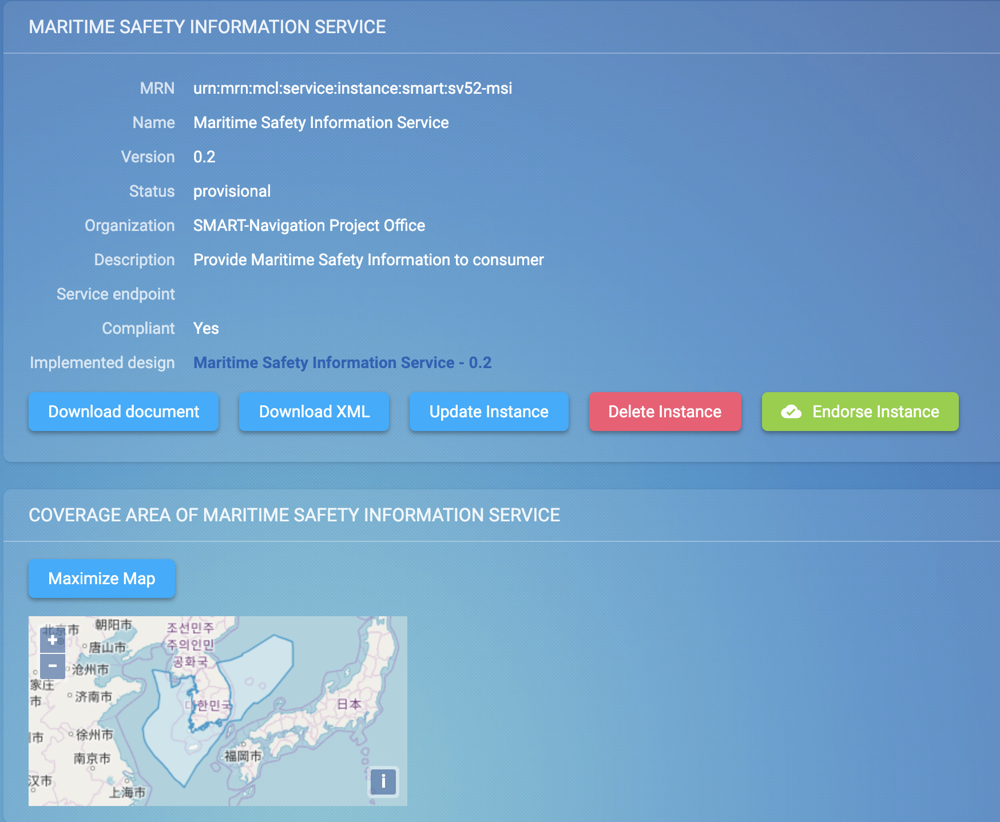 MARITIME SAFETY INFORMATION SERVICE
MRN urn:mrn:mcl:service:instance:smart:sv52-msi
Name Maritime Safety Information Service
Version 0.2
Status provisional
Organization SMART-Navigation Project Office
Description Provide Maritime Safety Information to consumer
Service endpoint
Compliant Yes
Implemented design Maritime Safety Information Service - 0.2
Download document Download XML Update Instance Delete Instance Endorse Instance
COVERAGE AREA OF MARITIME SAFETY INFORMATION SERVICE
Maximize Map
北京市
朝阳市
조선민주
주의인민
공화국
+
唐山市
−
沧州市
家庄
市
济南市
대한민국
日本
市
徐州市
南京市
福岡市
汉市
上海市
i